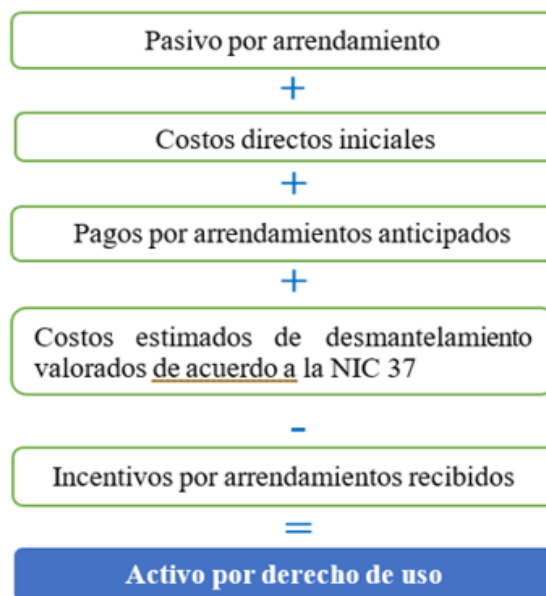 Pasivo por arrendamiento
+
Costos directos iniciales
+
Pagos por arrendamientos anticipados
+
Costos estimados de desmantelamiento
valorados de acuerdo a la NIC 37
-
Incentivos por arrendamientos recibidos
=
Activo por derecho de uso